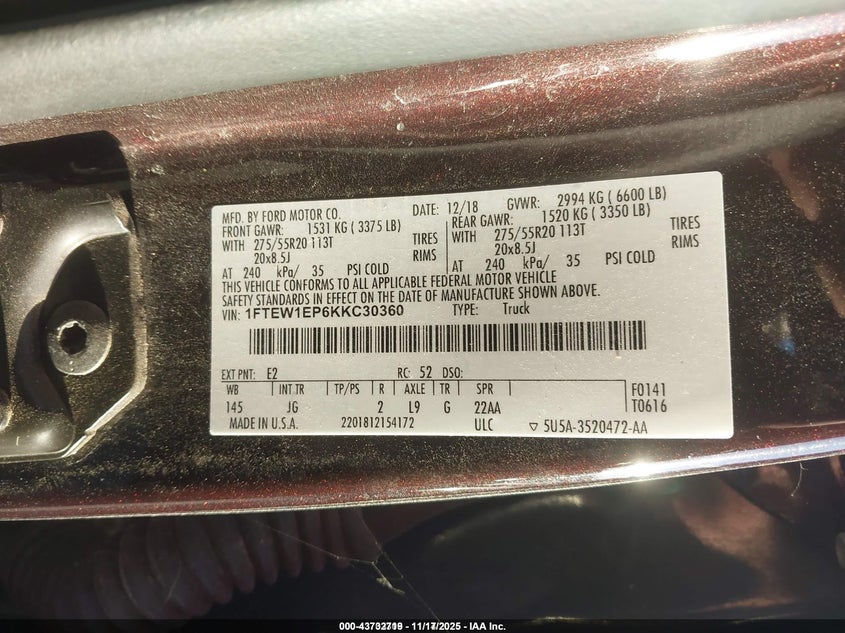 MFD. BY FORD MOTOR CO. DATE: 12/18 GVWR: 2994 KG ( 6600 LB)
FRONT GAWR: 1531 KG ( 3375 LB) REAR GAWR: 1520 KG ( 3350 LB)
WITH 275/55R20 113T TIRES WITH 275/55R20 113T TIRES
20x8.5J RIMS 20x8.5J RIMS
AT 240 kPa/ 35 PSI COLD AT 240 kPa/ 35 PSI COLD
THIS VEHICLE CONFORMS TO ALL APPLICABLE FEDERAL MOTOR VEHICLE
SAFETY STANDARDS IN EFFECT ON THE DATE OF MANUFACTURE SHOWN ABOVE.
VIN: 1FTEW1EP6KKC30360 TYPE: Truck
EXT PNT: E2 RC: 52 DSO:
WB INT TR TP/PS R AXLE TR SPR F0141
145 JG 2 L9 G 22AA T0616
MADE IN U.S.A. 2201812154172 ULC ▽ 5U5A-3520472-AA
11/17/2025 - IAA Inc.